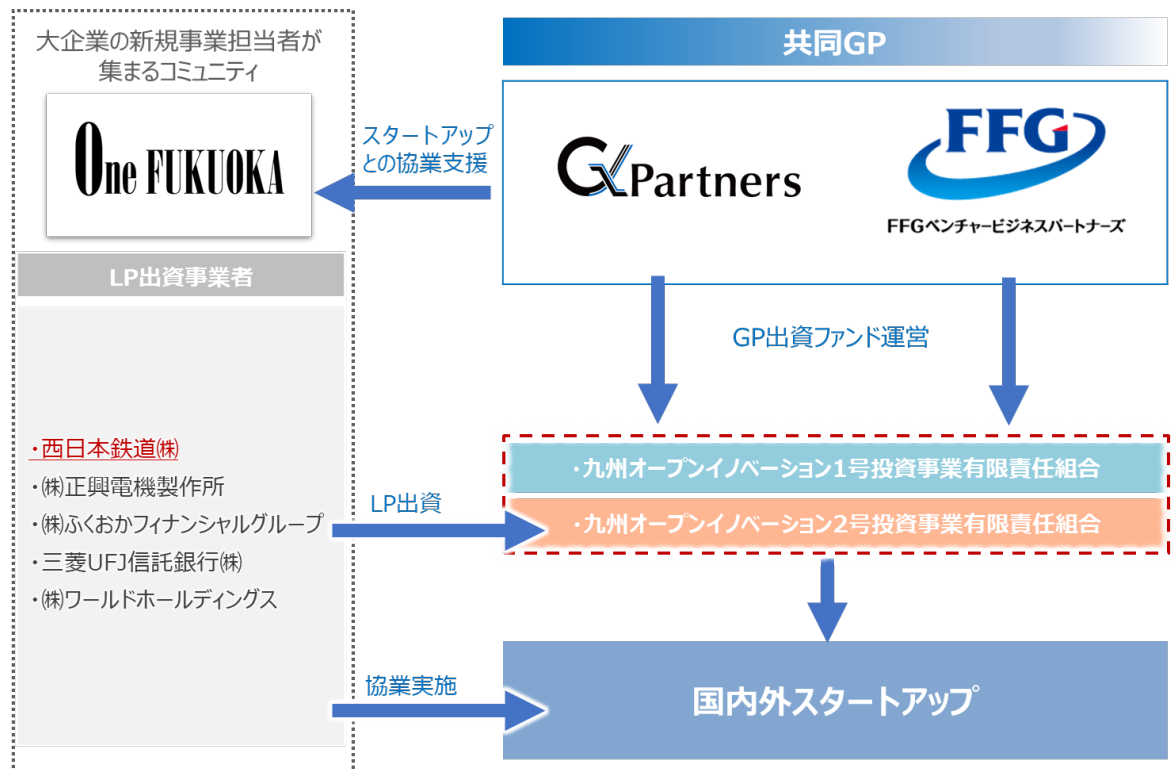 大企業の新規事業担当者が
集まるコミュニティ
One FUKUOKA
LP出資事業者
・西日本鉄道㈱
・㈱正興電機製作所
・㈱ふくおかフィナンシャルグループ
・三菱UFJ信託銀行㈱
・㈱ワールドホールディングス
スタートアップ
との協業支援
LP出資
協業実施
共同GP
GxPartners
FFG
FFGベンチャービジネスパートナーズ
GP出資ファンド運営
・九州オープンイノベーション1号投資事業有限責任組合
・九州オープンイノベーション2号投資事業有限責任組合
国内外スタートアップ